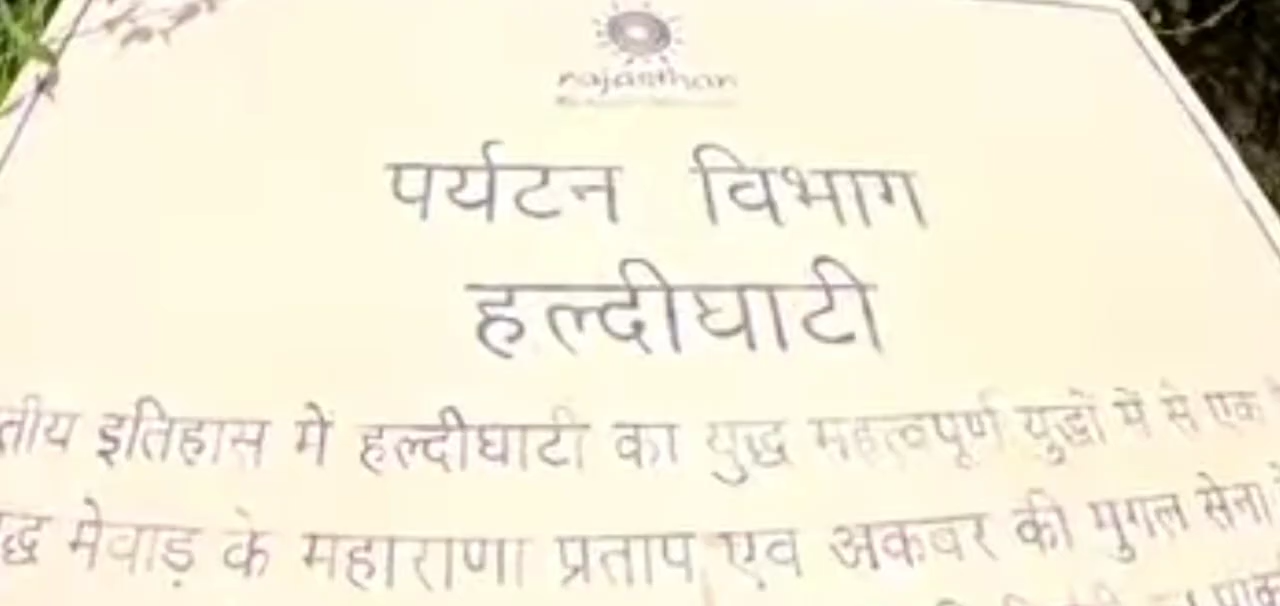 rajasthan
पर्यटन विभाग
हल्दीघाटी
तीय इतिहास में हल्दीघाटी का युद्ध महत्वपूर्ण युद्धों में से एक
द्ध मेवाड़ के महाराणा प्रताप एव अकबर की मुगल सेना